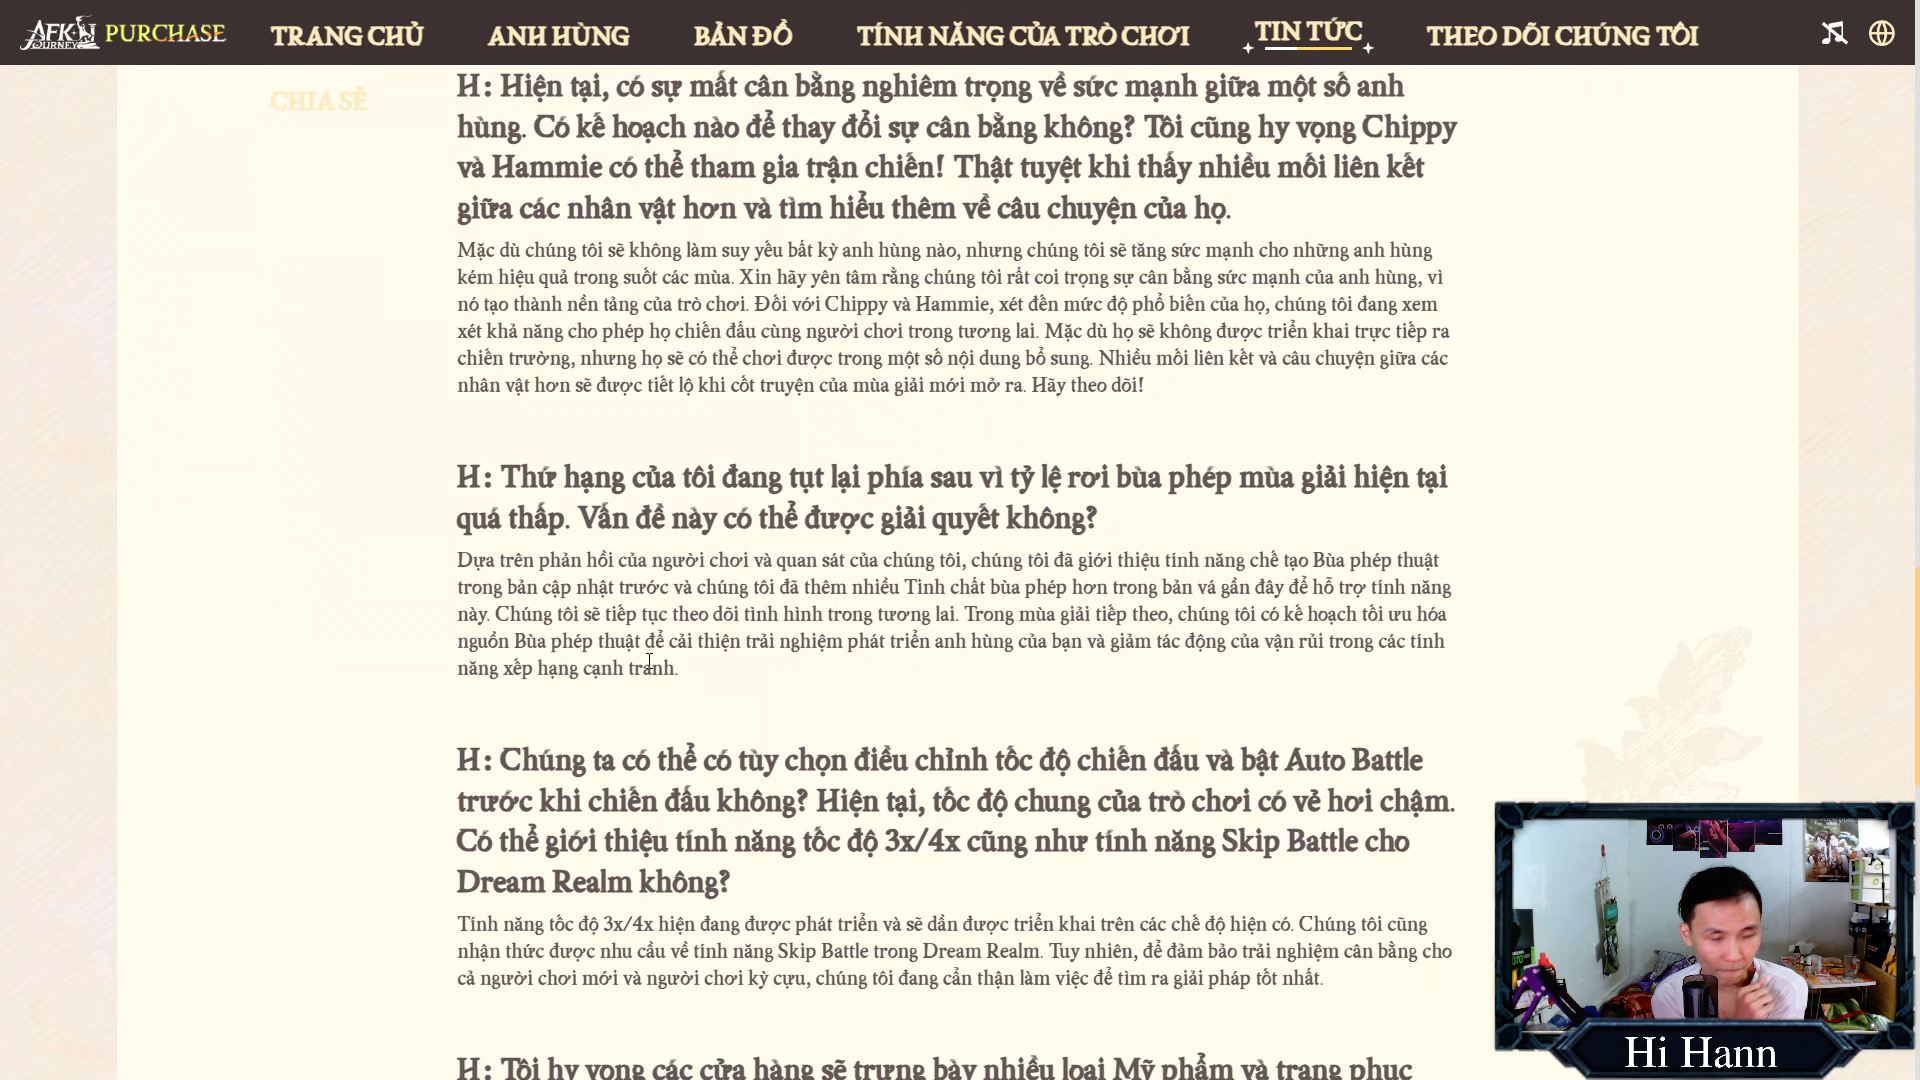 AFK JOURNEY PURCHASE TRANG CHỦ ANH HÙNG BẢN ĐỒ TÍNH NĂNG CỦA TRÒ CHƠI TIN TỨC THEO DÕI CHÚNG TÔI
CHIA SẺ
H: Hiện tại, có sự mất cân bằng nghiêm trọng về sức mạnh giữa một số anh
hùng. Có kế hoạch nào để thay đổi sự cân bằng không? Tôi cũng hy vọng Chippy
và Hammie có thể tham gia trận chiến! Thật tuyệt khi thấy nhiều mối liên kết
giữa các nhân vật hơn và tìm hiểu thêm về câu chuyện của họ.
Mặc dù chúng tôi sẽ không làm suy yếu bất kỳ anh hùng nào, nhưng chúng tôi sẽ tăng sức mạnh cho những anh hùng
kém hiệu quả trong suốt các mùa. Xin hãy yên tâm rằng chúng tôi rất coi trọng sự cân bằng sức mạnh của anh hùng, vì
nó tạo thành nền tảng của trò chơi. Đối với Chippy và Hammie, xét đến mức độ phổ biến của họ, chúng tôi đang xem
xét khả năng cho phép họ chiến đấu cùng người chơi trong tương lai. Mặc dù họ sẽ không được triển khai trực tiếp ra
chiến trường, nhưng họ sẽ có thể chơi được trong một số nội dung bổ sung. Nhiều mối liên kết và câu chuyện giữa các
nhân vật hơn sẽ được tiết lộ khi cốt truyện của mùa giải mới mở ra. Hãy theo dõi!
H: Thứ hạng của tôi đang tụt lại phía sau vì tỷ lệ rơi bùa phép mùa giải hiện tại
quá thấp. Vấn đề này có thể được giải quyết không?
Dựa trên phản hồi của người chơi và quan sát của chúng tôi, chúng tôi đã giới thiệu tính năng chế tạo Bùa phép thuật
trong bản cập nhật trước và chúng tôi đã thêm nhiều Tinh chất bùa phép hơn trong bản vá gần đây để hỗ trợ tính năng
này. Chúng tôi sẽ tiếp tục theo dõi tình hình trong tương lai. Trong mùa giải tiếp theo, chúng tôi có kế hoạch tối ưu hóa
nguồn Bùa phép thuật để cải thiện trải nghiệm phát triển anh hùng của bạn và giảm tác động của vận rủi trong các tính
năng xếp hạng cạnh tranh.
H: Chúng ta có thể có tùy chọn điều chỉnh tốc độ chiến đấu và bật Auto Battle
trước khi chiến đấu không? Hiện tại, tốc độ chung của trò chơi có vẻ hơi chậm.
Có thể giới thiệu tính năng tốc độ 3x/4x cũng như tính năng Skip Battle cho
Dream Realm không?
Tính năng tốc độ 3x/4x hiện đang được phát triển và sẽ dần được triển khai trên các chế độ hiện có. Chúng tôi cũng
nhận thức được nhu cầu về tính năng Skip Battle trong Dream Realm. Tuy nhiên, để đảm bảo trải nghiệm cân bằng cho
cả người chơi mới và người chơi kỳ cựu, chúng tôi đang cẩn thận làm việc để tìm ra giải pháp tốt nhất.
H: Tôi hy vọng các cửa hàng sẽ trưng bày nhiều loại Mỹ phẩm và trang phục
Hi Hann